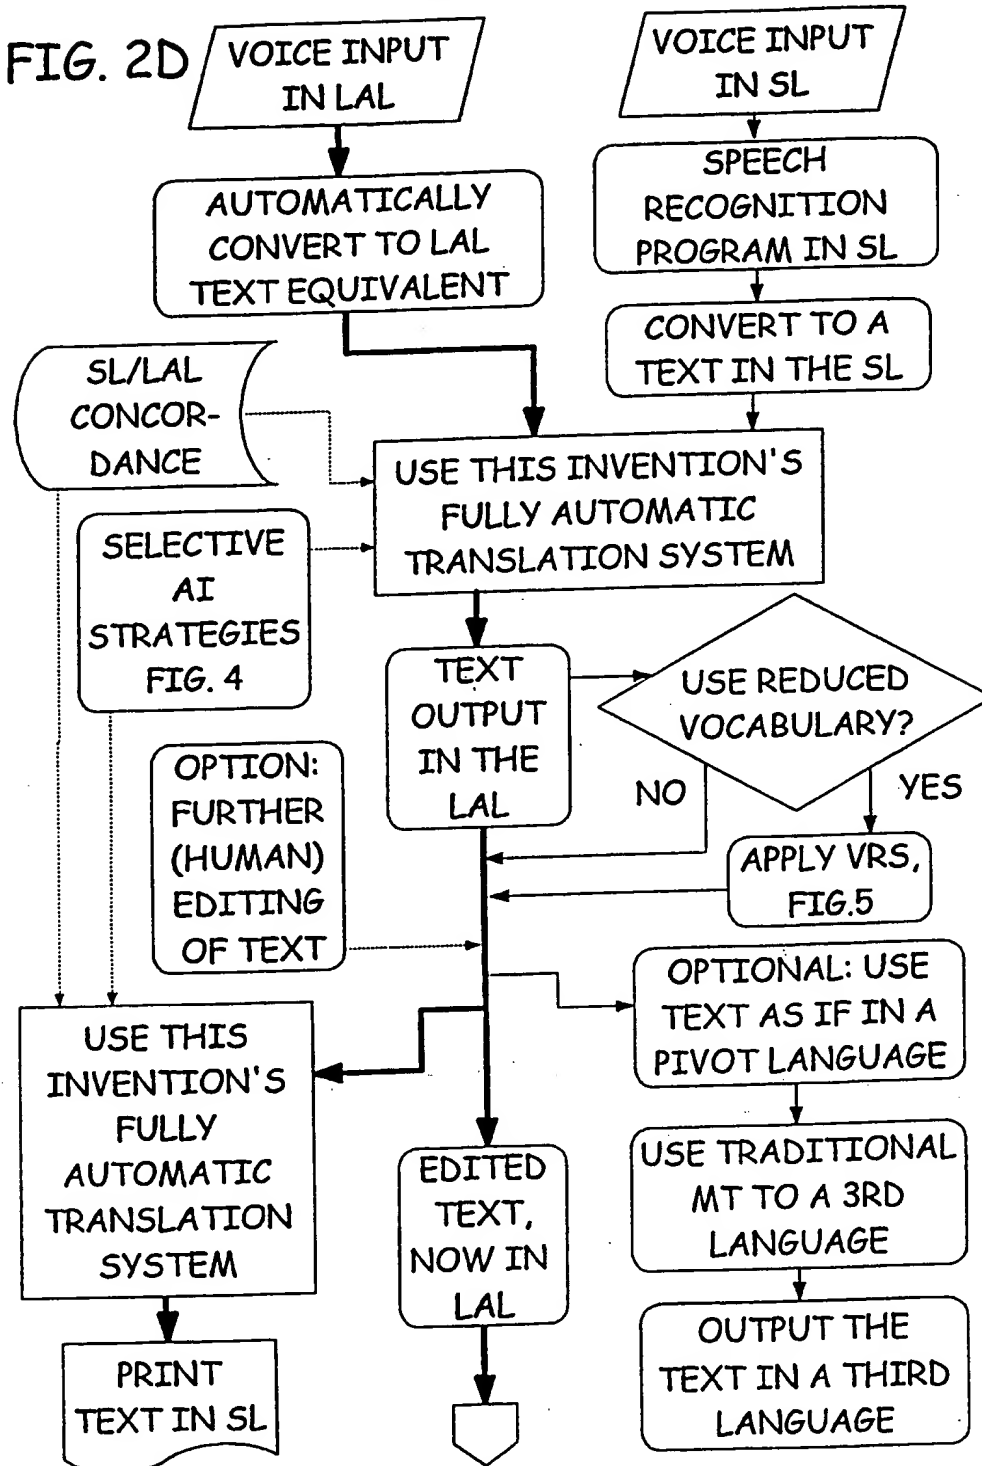 FIG. 2D
VOICE INPUT
IN LAL
VOICE INPUT
IN SL
AUTOMATICALLY
CONVERT TO LAL
TEXT EQUIVALENT
SPEECH
RECOGNITION
PROGRAM IN SL
CONVERT TO A
TEXT IN THE SL
SL/LAL
CONCOR-
DANCE
USE THIS INVENTION'S
FULLY AUTOMATIC
TRANSLATION SYSTEM
SELECTIVE
AI
STRATEGIES
FIG. 4
TEXT
OUTPUT
IN THE
LAL
USE REDUCED
VOCABULARY?
NO
YES
OPTION:
FURTHER
(HUMAN)
EDITING
OF TEXT
APPLY VRS,
FIG.5
OPTIONAL: USE
TEXT AS IF IN A
PIVOT LANGUAGE
USE THIS
INVENTION'S
FULLY
AUTOMATIC
TRANSLATION
SYSTEM
EDITED
TEXT,
NOW IN
LAL
USE TRADITIONAL
MT TO A 3RD
LANGUAGE
PRINT
TEXT IN SL
OUTPUT THE
TEXT IN A THIRD
LANGUAGE